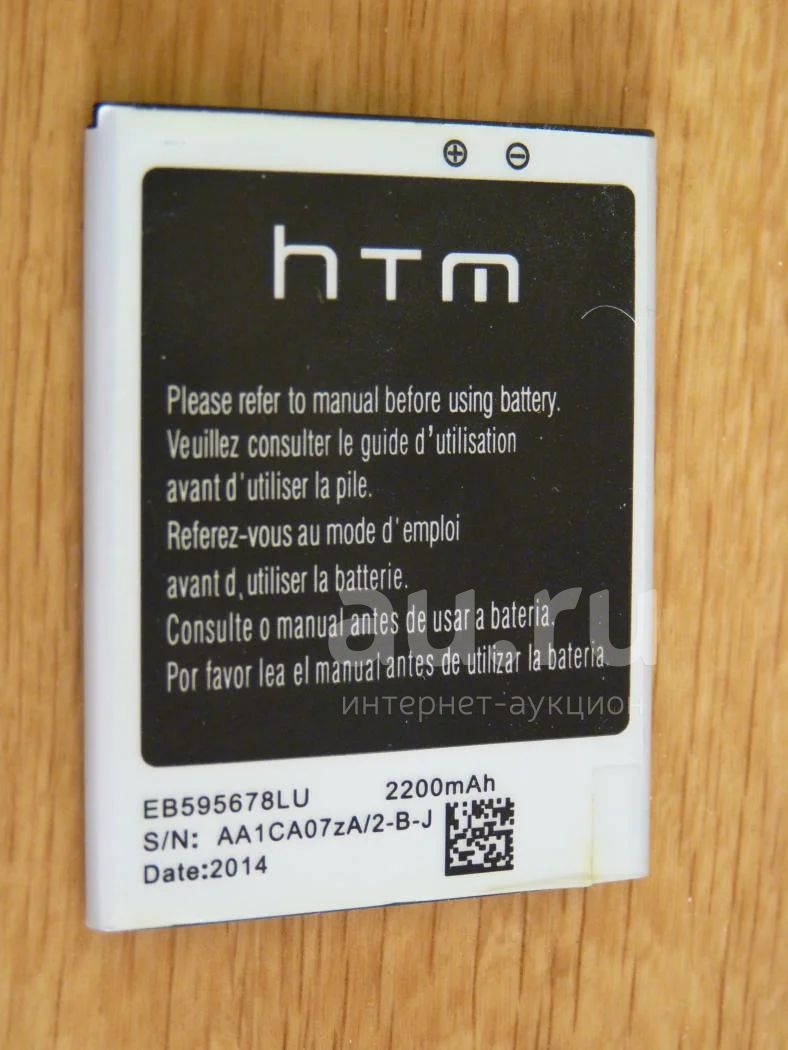 + -
hTm
Please refer to manual before using battery.
Veuillez consulter le guide d'utilisation
avant d'utiliser la pile.
Referez-vous au mode d'emploi
avant d,utiliser la batterie.
Consulte o manual antes de usar a bateria.
Por favor lea el manual antes de utilizar la bateria
au.ru
интернет-аукцион
EB595678LU 2200mAh
S/N: AA1CA07zA/2-B-J
Date:2014